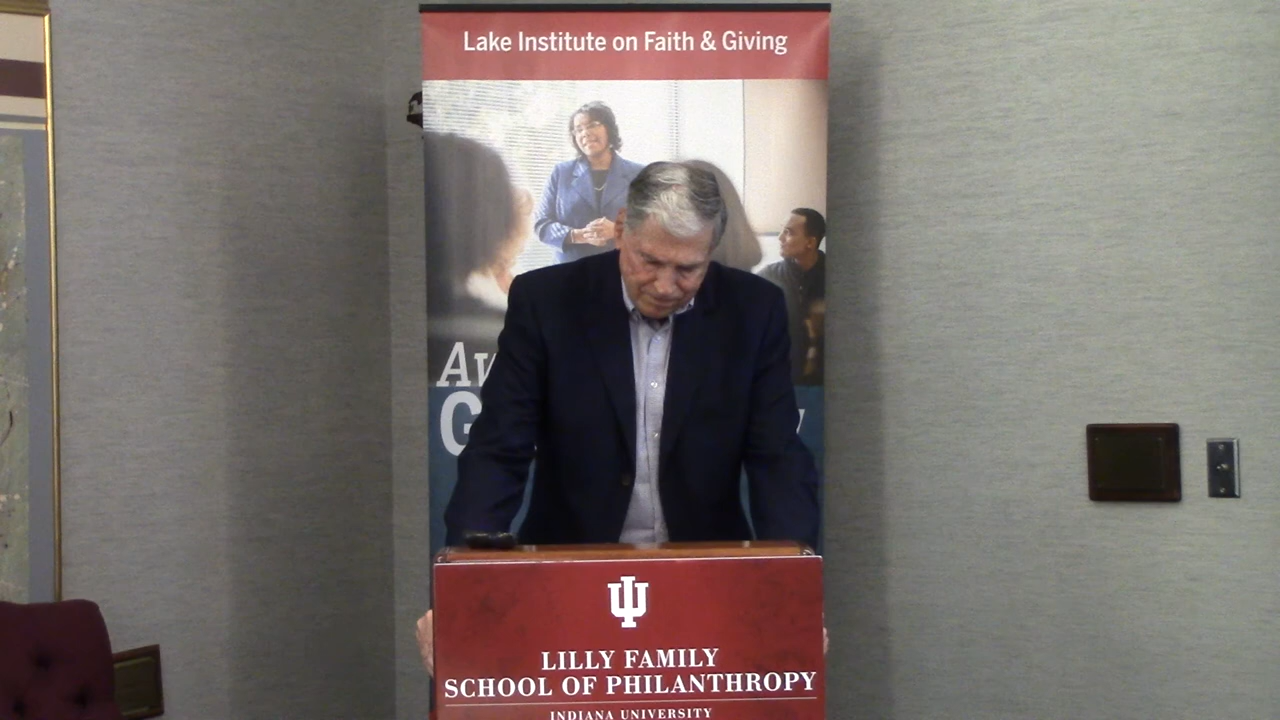 Lake Institute on Faith & Giving
LILLY FAMILY
SCHOOL OF PHILANTHROPY
INDIANA UNIVERSITY